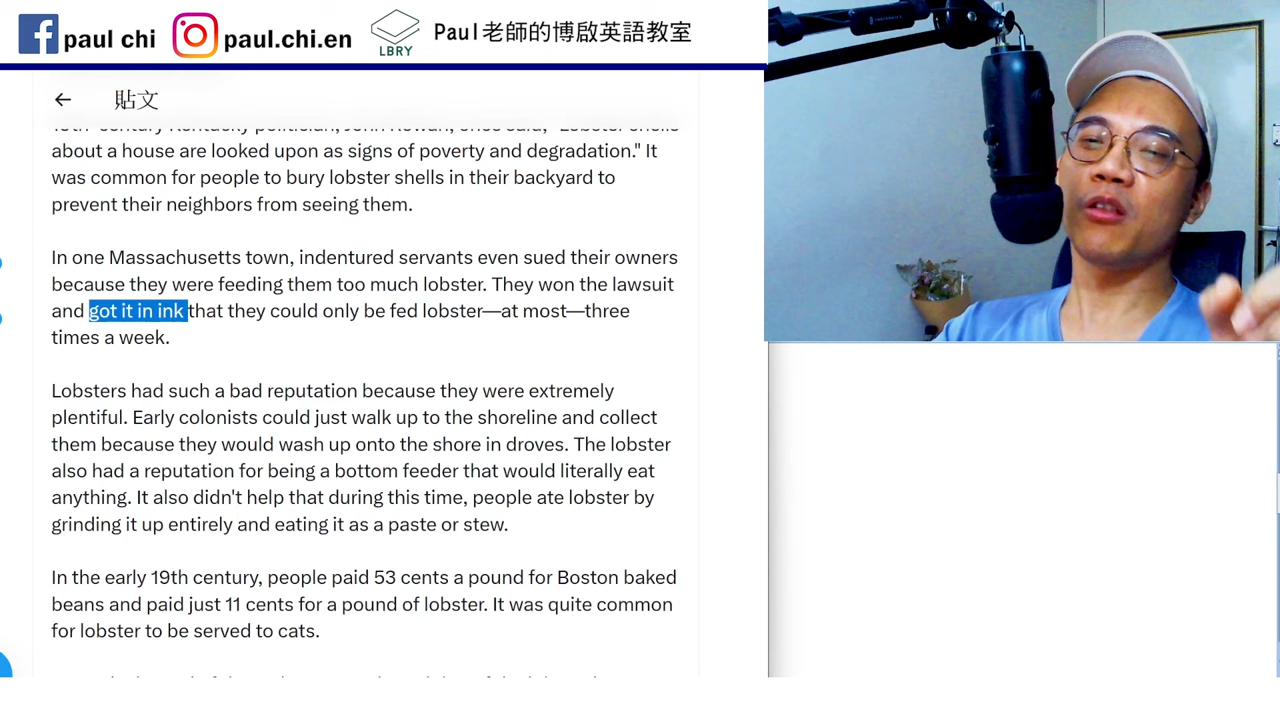 paul chi
paul.chi.en
LBRY
Paul老師的博啟英語教室
貼文
about a house are looked upon as signs of poverty and degradation." It
was common for people to bury lobster shells in their backyard to
prevent their neighbors from seeing them.
In one Massachusetts town, indentured servants even sued their owners
because they were feeding them too much lobster. They won the lawsuit
and got it in ink that they could only be fed lobster—at most—three
times a week.
Lobsters had such a bad reputation because they were extremely
plentiful. Early colonists could just walk up to the shoreline and collect
them because they would wash up onto the shore in droves. The lobster
also had a reputation for being a bottom feeder that would literally eat
anything. It also didn't help that during this time, people ate lobster by
grinding it up entirely and eating it as a paste or stew.
In the early 19th century, people paid 53 cents a pound for Boston baked
beans and paid just 11 cents for a pound of lobster. It was quite common
for lobster to be served to cats.